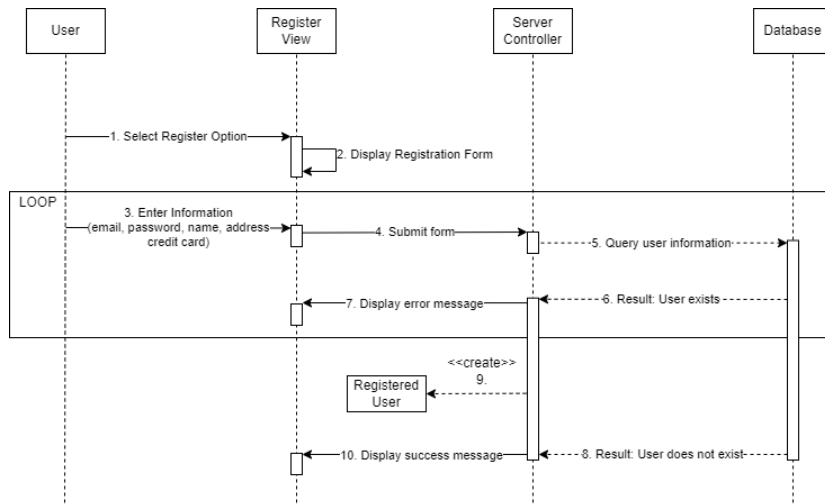 User
Register
View
Server
Controller
Database
1. Select Register Option
2. Display Registration Form
LOOP
3. Enter Information
(email, password, name, address
credit card)
4. Submit form
5. Query user information
6. Result: User exists
7. Display error message
<<create>>
9.
Registered
User
10. Display success message
8. Result: User does not exist